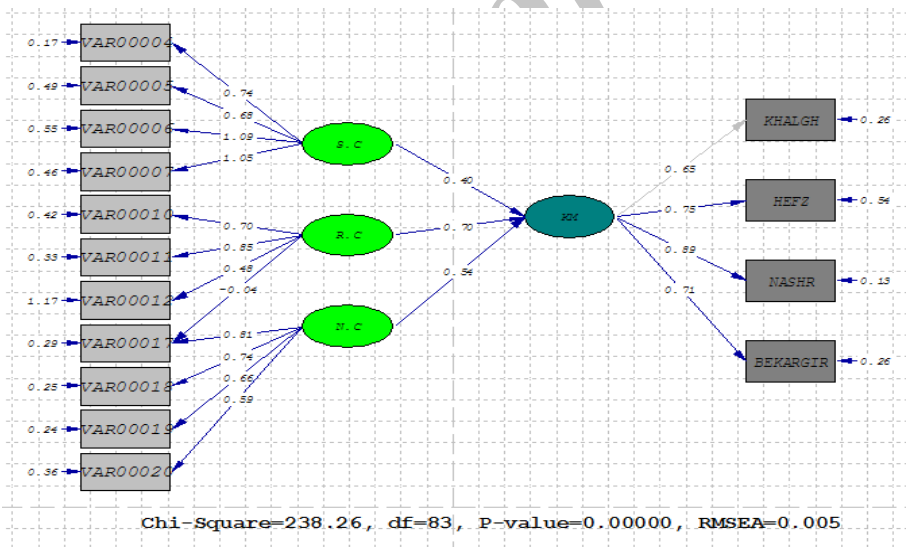 0.17 VAR00004
0.74
0.49 VAR00005
0.68
0.55 VAR00006
1.09
0.46 VAR00007
1.05
0.42 VAR00010
0.70
0.33 VAR00011
0.85
1.17 VAR00012
0.48
0.29 VAR00017
-0.04
0.81
0.25 VAR00018
0.74
0.24 VAR00019
0.66
0.36 VAR00020
0.59
S.C
R.C
N.C
0.40
0.70
0.54
KM
0.65
0.75
0.89
0.71
KHALGH 0.26
HEFZ 0.54
NASHR 0.13
BEKARGIR 0.26
Chi-Square=238.26, df=83, P-value=0.00000, RMSEA=0.005